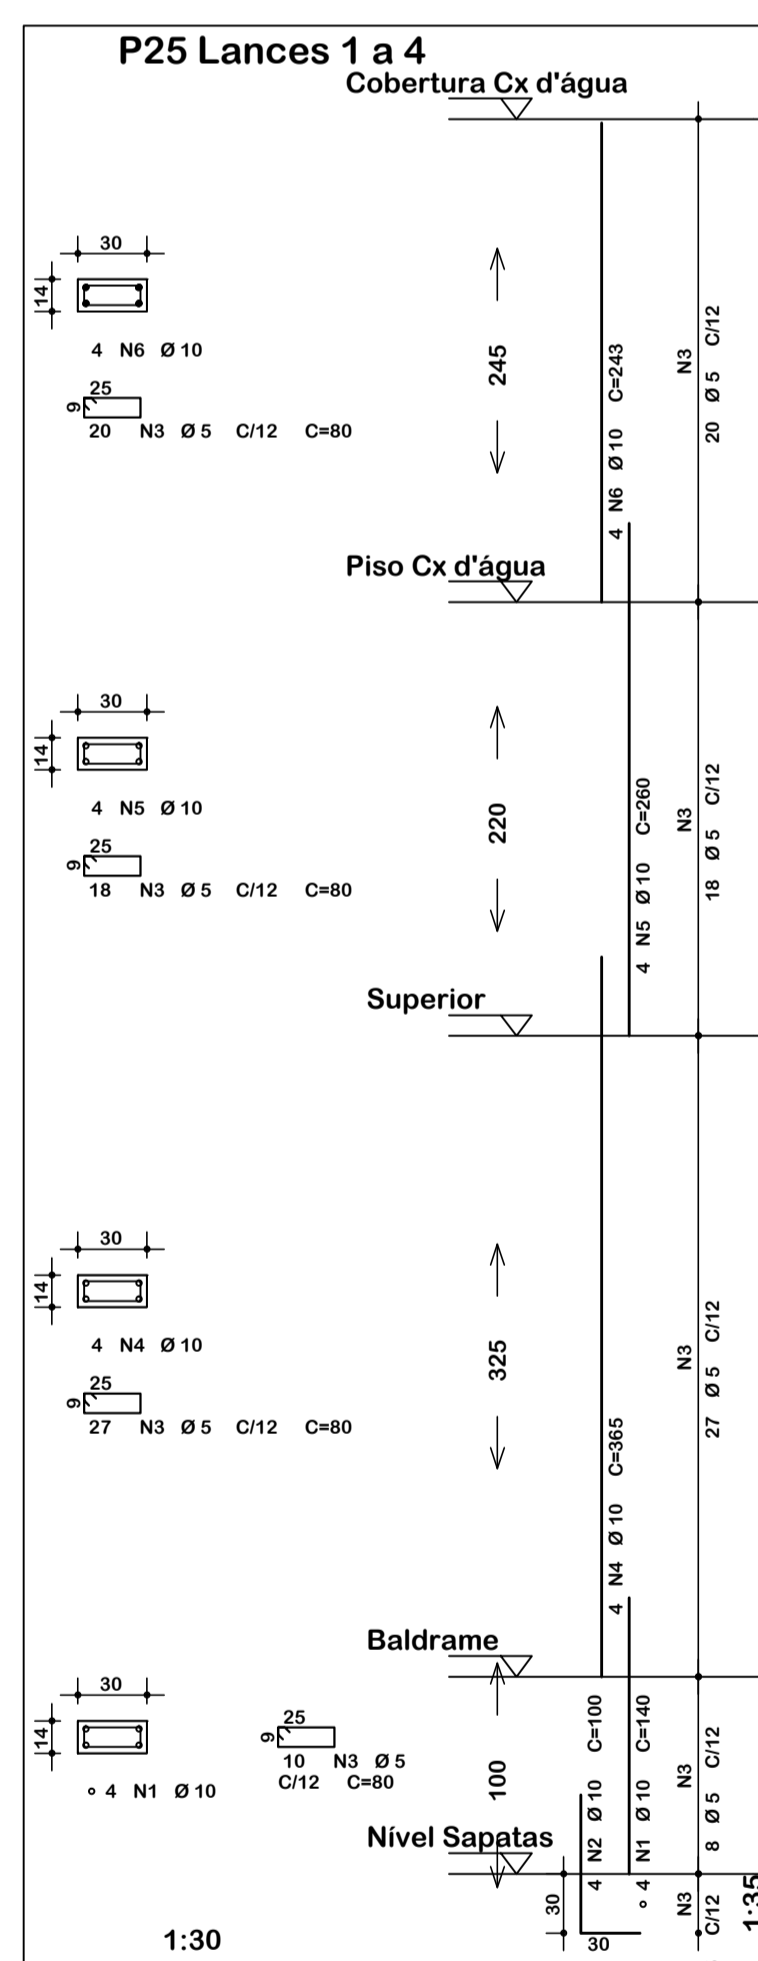 P25 Lances 1 a 4
Cobertura Cx d'água
30
14
4 N6 Ø 10
25
9
20 N3 Ø 5 C/12 C=80
245
4 N6 Ø 10 C=243
N3
20 Ø 5 C/12
Piso Cx d'água
30
14
4 N5 Ø 10
25
9
18 N3 Ø 5 C/12 C=80
220
4 N5 Ø 10 C=260
N3
18 Ø 5 C/12
Superior
30
14
4 N4 Ø 10
25
9
27 N3 Ø 5 C/12 C=80
325
4 N4 Ø 10 C=365
N3
27 Ø 5 C/12
Baldrame
30
14
4 N1 Ø 10
25
9
10 N3 Ø 5
C/12 C=80
100
4 N2 Ø 10 C=100
4 N1 Ø 10 C=140
N3
8 Ø 5 C/12
Nível Sapatas
30
30
N3
C/12
1:35
1:30